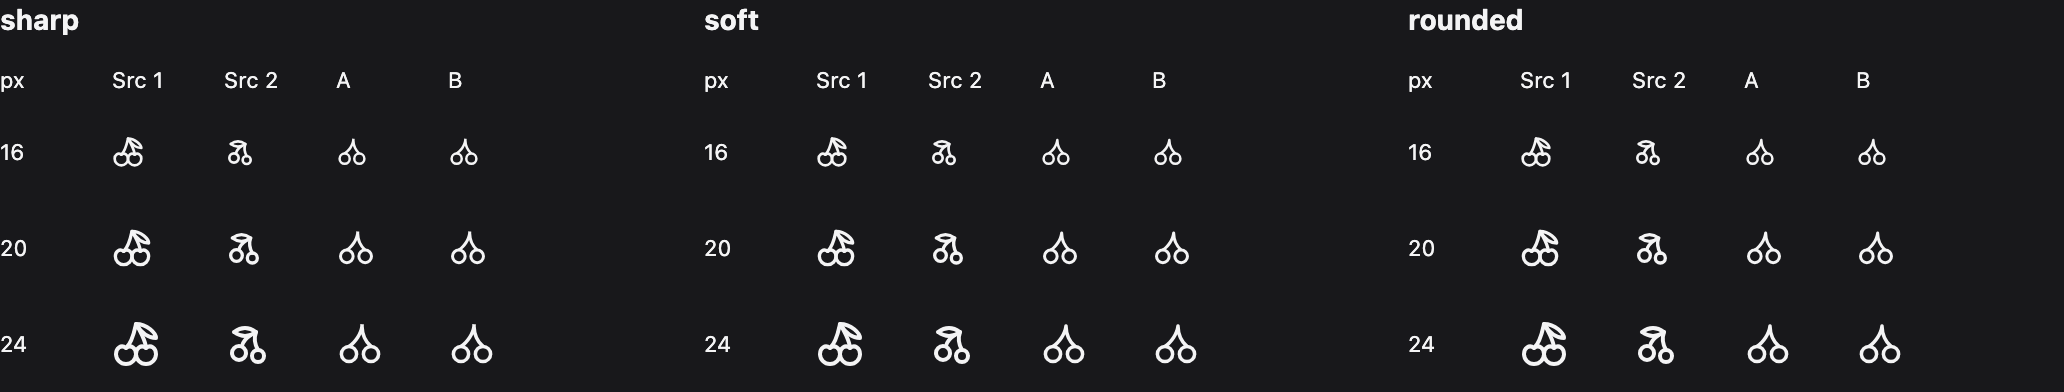 sharp soft rounded
px Src 1 Src 2 A B px Src 1 Src 2 A B px Src 1 Src 2 A B
16 16 16
20 20 20
24 24 24